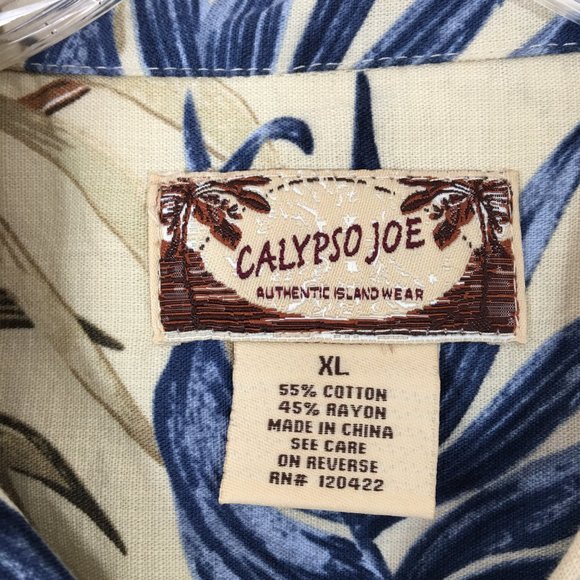 CALYPSO JOE
AUTHENTIC ISLAND WEAR
XL
55% COTTON
45% RAYON
MADE IN CHINA
SEE CARE
ON REVERSE
RN# 120422